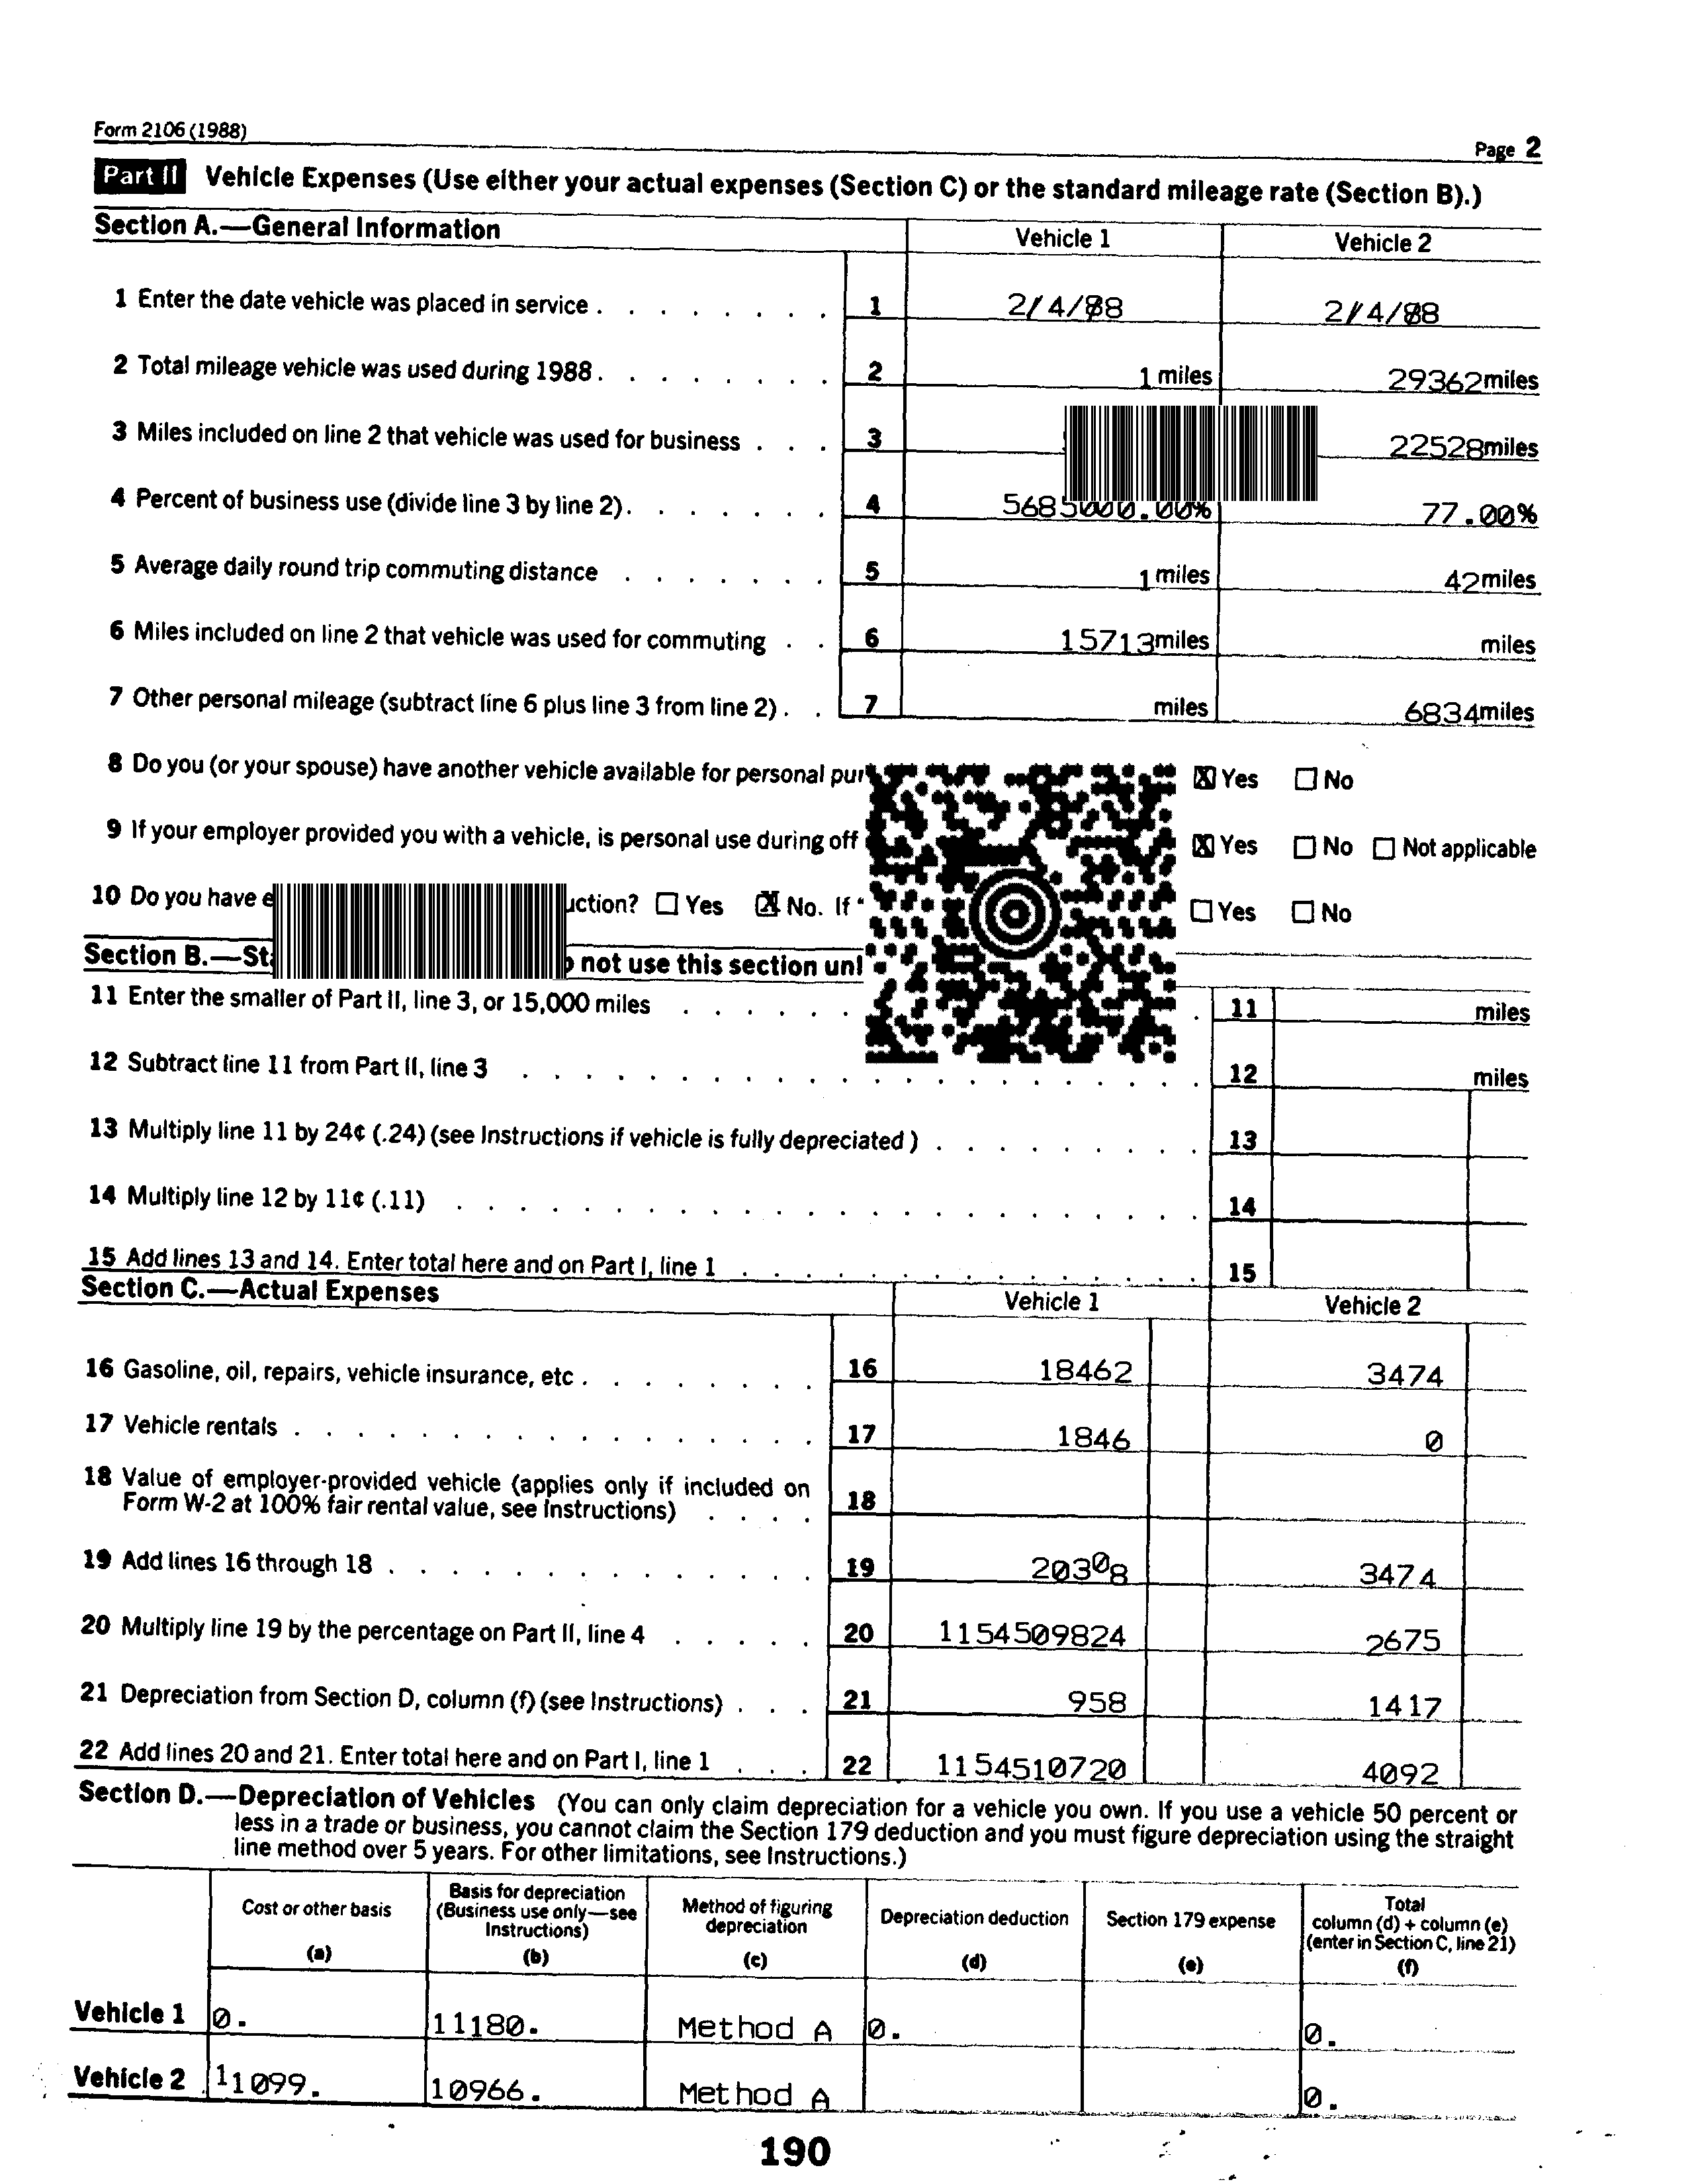 Form 2106 (1988)
Page 2
Part II Vehicle Expenses (Use either your actual expenses (Section C) or the standard mileage rate (Section B).)
Section A.—General Information Vehicle 1 Vehicle 2
1 Enter the date vehicle was placed in service . . . . . . . . 1 2/4/88 2/4/88
2 Total mileage vehicle was used during 1988. . . . . . . . 2 1 miles 29362miles
3 Miles included on line 2 that vehicle was used for business . . . 3 22528miles
4 Percent of business use (divide line 3 by line 2). . . . . . . 4 5685000.00% 77.00%
5 Average daily round trip commuting distance . . . . . . . 5 1 miles 42miles
6 Miles included on line 2 that vehicle was used for commuting . . 6 15713miles miles
7 Other personal mileage (subtract line 6 plus line 3 from line 2) . . 7 miles 6834miles
8 Do you (or your spouse) have another vehicle available for personal X Yes No
9 If your employer provided you with a vehicle, is personal use during off X Yes No Not applicable
10 Do you have Yes X No. If Yes No
Section B.— not use this section
11 Enter the smaller of Part II, line 3, or 15,000 miles . . . . . . . 11 miles
12 Subtract line 11 from Part II, line 3 . . . . . . . . . . . . . . . . . . . . . . 12 miles
13 Multiply line 11 by 24¢ (.24) (see Instructions if vehicle is fully depreciated ) . . . . . . . . . 13
14 Multiply line 12 by 11¢ (.11) . . . . . . . . . . . . . . . . . . . . . . . . 14
15 Add lines 13 and 14. Enter total here and on Part I, line 1 . . . . . . . . . . . . . . . 15
Section C.—Actual Expenses Vehicle 1 Vehicle 2
16 Gasoline, oil, repairs, vehicle insurance, etc . . . . . . . . 16 18462 3474
17 Vehicle rentals . . . . . . . . . . . . . . . . . 17 1846 0
18 Value of employer-provided vehicle (applies only if included on
Form W-2 at 100% fair rental value, see Instructions) . . . . 18
19 Add lines 16 through 18 . . . . . . . . . . . . . . 19 20308 3474
20 Multiply line 19 by the percentage on Part II, line 4 . . . . . 20 1154509824 2675
21 Depreciation from Section D, column (f) (see Instructions) . . . 21 958 1417
22 Add lines 20 and 21. Enter total here and on Part I, line 1 . . . 22 1154510720 4092
Section D.—Depreciation of Vehicles (You can only claim depreciation for a vehicle you own. If you use a vehicle 50 percent or
less in a trade or business, you cannot claim the Section 179 deduction and you must figure depreciation using the straight
line method over 5 years. For other limitations, see Instructions.)
Cost or other basis
(a)
Basis for depreciation
(Business use only—see
Instructions)
(b)
Method of figuring
depreciation
(c)
Depreciation deduction
(d)
Section 179 expense
(e)
Total
column (d) + column (e)
(enter in Section C, line 21)
(f)
Vehicle 1 0. 11180. Method A 0. 0.
Vehicle 2 11099. 10966. Method A 0.
190